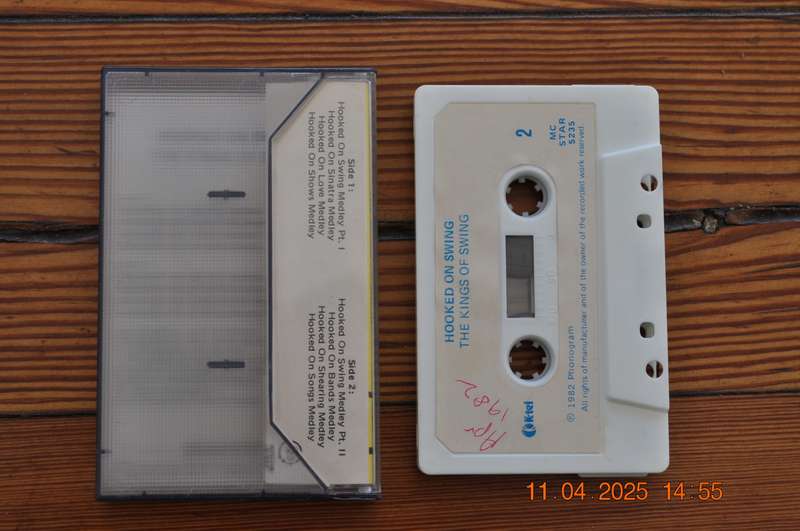 Side 1:
Hooked On Swing Medley Pt. I
Hooked On Sinatra Medley
Hooked On Love Medley
Hooked On Shows Medley
Side 2:
Hooked On Swing Medley Pt. II
Hooked On Bands Medley
Hooked On Shearing Medley
Hooked On Songs Medley
2
MC
STAR
5235
HOOKED ON SWING
THE KINGS OF SWING
Apr
1982
K-tel
℗ 1982 Phonogram
All rights of manufacturer and of the owner of the recorded work reserved
11.04.2025 14:55